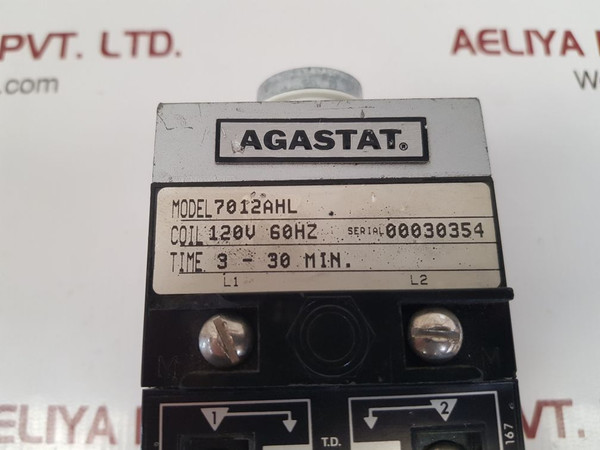 PVT. LTD.
AELIYA
AGASTAT®
MODEL 7012AHL
COIL 120V 60HZ SERIAL 00030354
TIME 3 - 30 MIN.
L1 L2
M M
1 2
T.D.
167
AELIYA
PVT.